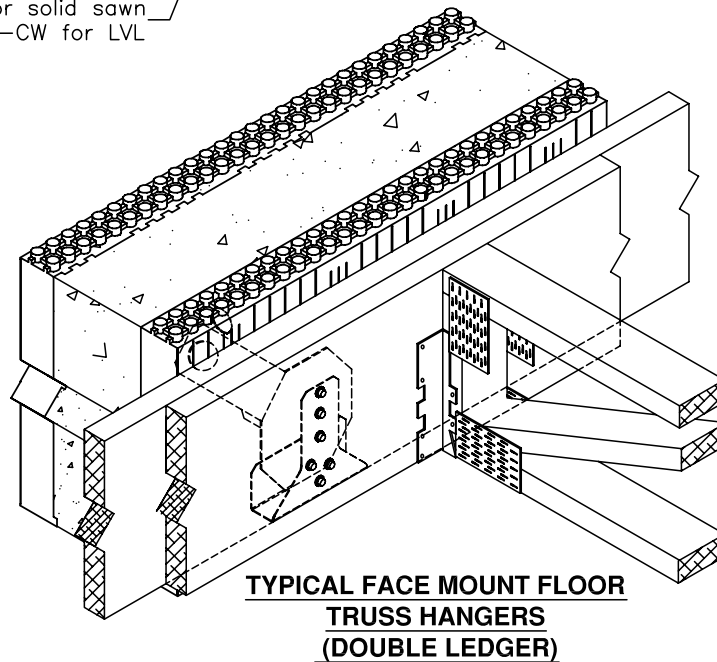 or solid sawn
-CW for LVL
TYPICAL FACE MOUNT FLOOR
TRUSS HANGERS
(DOUBLE LEDGER)